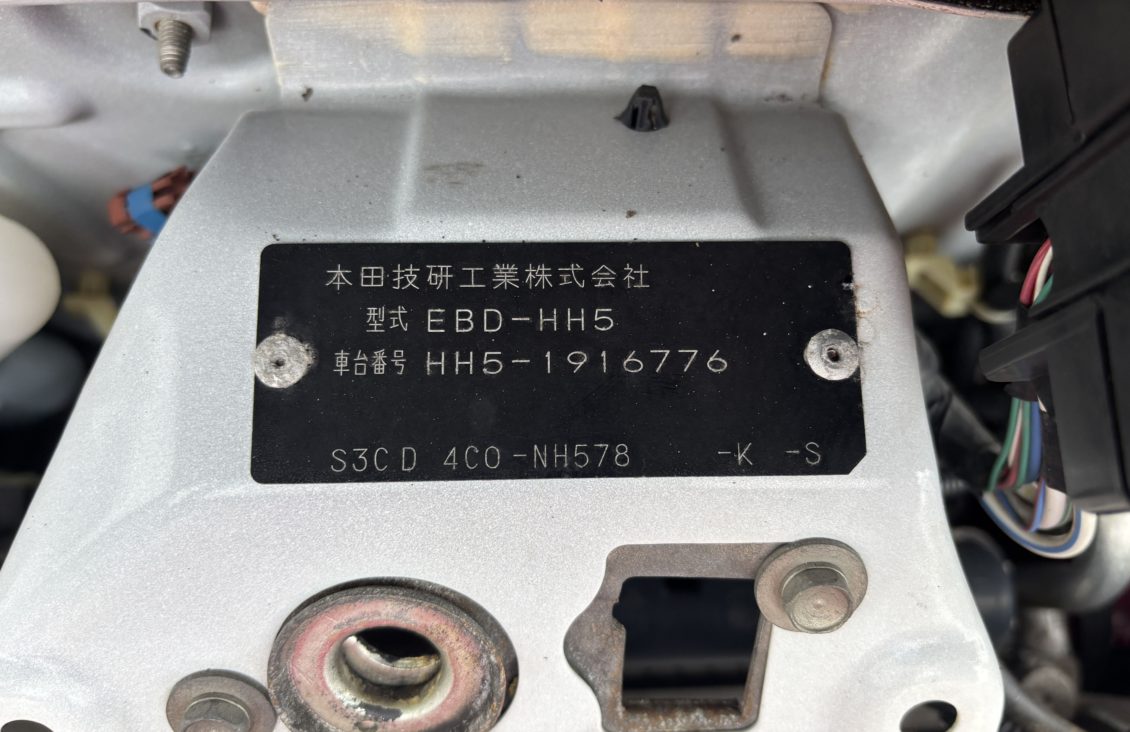 本田技研工業株式会社
型式 EBD-HH5
車台番号 HH5-1916776
S3CD 4C0-NH578 -K -S